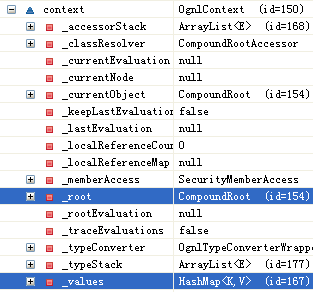 context OgnlContext (id=150)
_accessorStack ArrayList<E> (id=168)
_classResolver CompoundRootAccessor
_currentEvaluation null
_currentNode null
_currentObject CompoundRoot (id=154)
_keepLastEvaluation false
_lastEvaluation null
_localReferenceCoun 0
_localReferenceMap null
_memberAccess SecurityMemberAccess
_root CompoundRoot (id=154)
_rootEvaluation null
_traceEvaluations false
_typeConverter OgnlTypeConverterWrappe
_typeStack ArrayList<E> (id=177)
_values HashMap<K,V> (id=167)